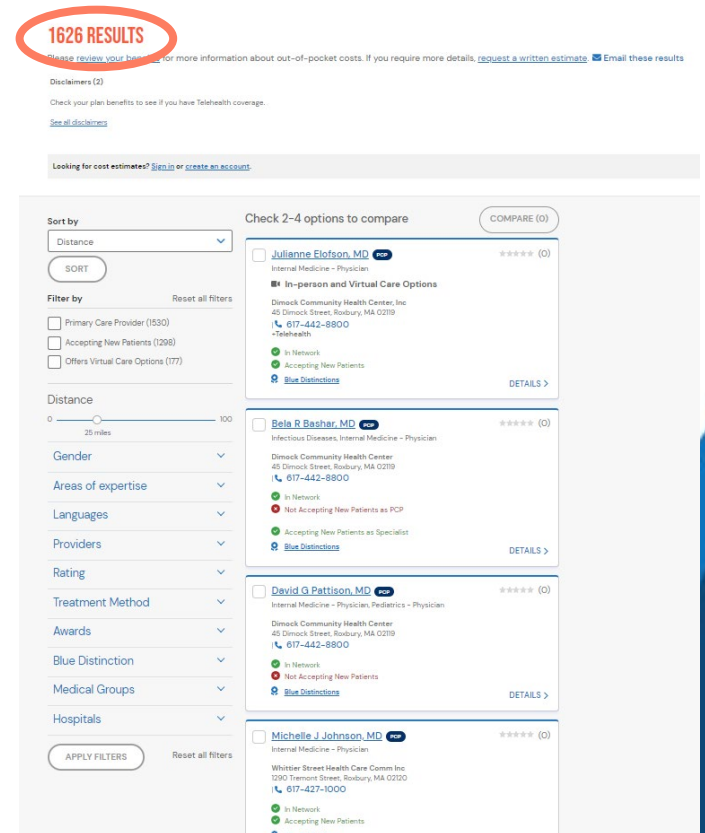 1626 RESULTS
Please review your benefits for more information about out-of-pocket costs. If you require more details, request a written estimate. Email these results
Disclaimers (2)
Check your plan benefits to see if you have Telehealth coverage.
See all disclaimers
Looking for cost estimates? Sign in or create an account.
Sort by
Distance
SORT
Filter by Reset all filters
Primary Care Provider (1530)
Accepting New Patients (1298)
Offers Virtual Care Options (177)
Distance
0 100
25 miles
Gender
Areas of expertise
Languages
Providers
Rating
Treatment Method
Awards
Blue Distinction
Medical Groups
Hospitals
APPLY FILTERS Reset all filters
Check 2-4 options to compare COMPARE (0)
Julianne Elofson, MD PCP (0)
Internal Medicine - Physician
In-person and Virtual Care Options
Dimock Community Health Center, Inc
45 Dimock Street, Roxbury, MA 02119
617-442-8800
+Telehealth
In Network
Accepting New Patients
Blue Distinctions
DETAILS >
Bela R Bashar, MD PCP (0)
Infectious Diseases, Internal Medicine - Physician
Dimock Community Health Center
45 Dimock Street, Roxbury, MA 02119
617-442-8800
In Network
Not Accepting New Patients as PCP
Accepting New Patients as Specialist
Blue Distinctions
DETAILS >
David G Pattison, MD PCP (0)
Internal Medicine - Physician, Pediatrics - Physician
Dimock Community Health Center
45 Dimock Street, Roxbury, MA 02119
617-442-8800
In Network
Not Accepting New Patients
Blue Distinctions
DETAILS >
Michelle J Johnson, MD PCP (0)
Internal Medicine - Physician
Whittier Street Health Care Comm Inc
1290 Tremont Street, Roxbury, MA 02120
617-427-1000
In Network
Accepting New Patients